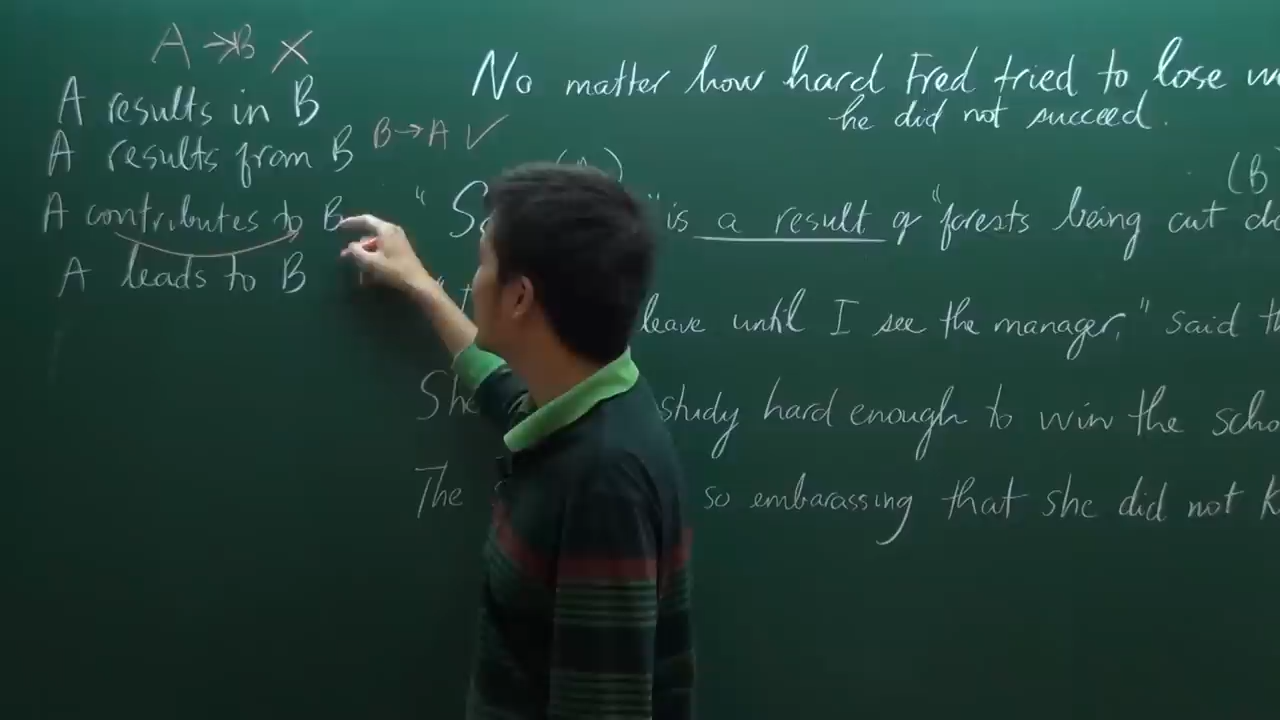 A → B X
A results in B
A results from B B → A ✓
A contributes to B
A leads to B
No matter how hard Fred tried to lose
he did not succeed.
(B
" is a result of "forests being cut
leave until I see the manager," said
She study hard enough to win the
The so embarassing that she did not